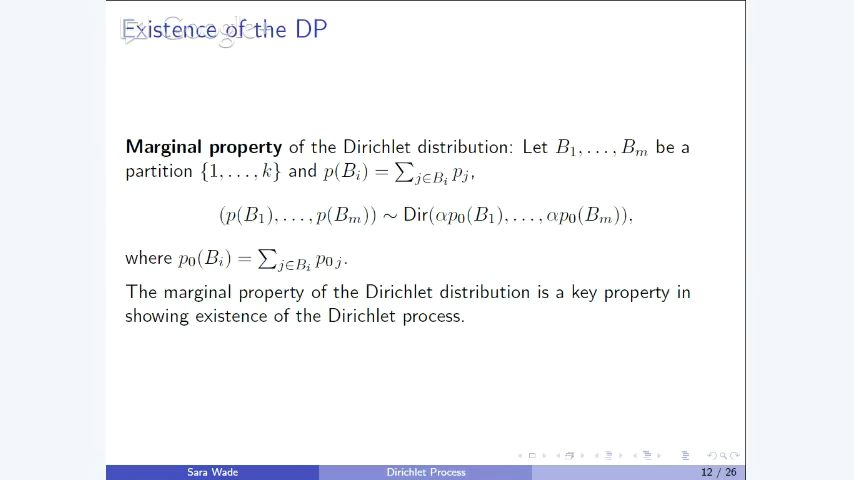 Existence of the DP
Google+
Marginal property of the Dirichlet distribution: Let B₁, . . . , Bₘ be a
partition {1, . . . , k} and p(Bᵢ) = ∑_{j∈Bᵢ} pⱼ,
(p(B₁), . . . , p(Bₘ)) ∼ Dir(αp₀(B₁), . . . , αp₀(Bₘ)),
where p₀(Bᵢ) = ∑_{j∈Bᵢ} p₀ⱼ.
The marginal property of the Dirichlet distribution is a key property in
showing existence of the Dirichlet process.
Sara Wade
Dirichlet Process
12 / 26